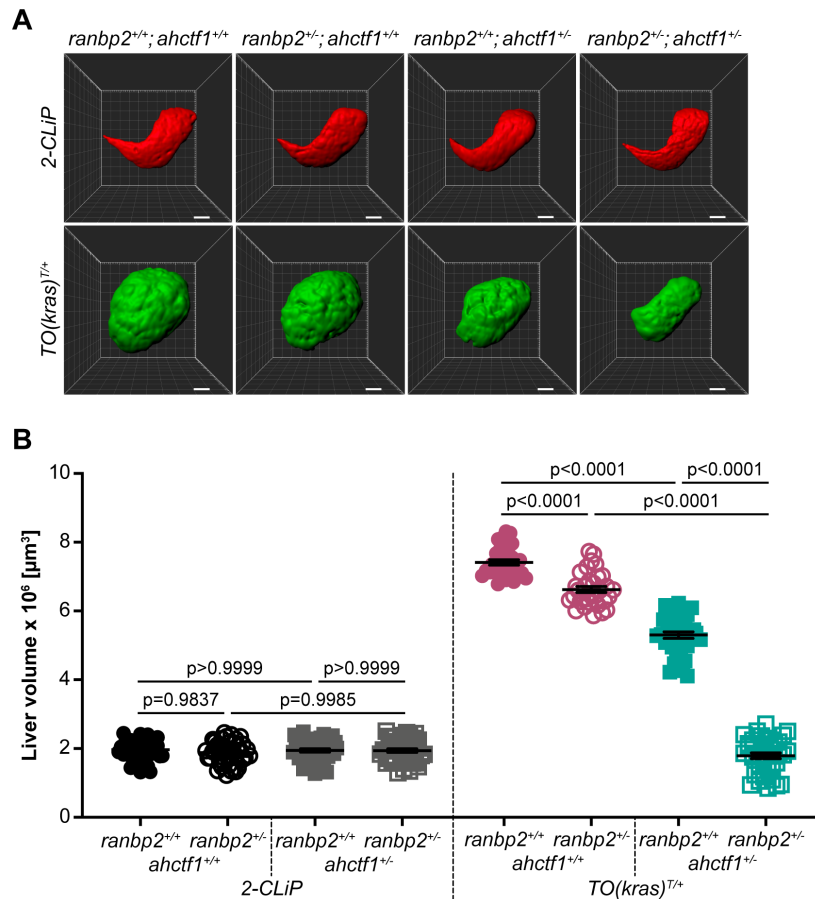 A
ranbp2+/+; ahctf1+/+ ranbp2+/-; ahctf1+/+ ranbp2+/+; ahctf1+/- ranbp2+/-; ahctf1+/-
2-CLiP
TO(kras)T/+
B
Liver volume x 10⁶ [µm³]
10
8
6
4
2
0
p>0.9999 p>0.9999
p=0.9837 p=0.9985
p<0.0001 p<0.0001
p<0.0001 p<0.0001
ranbp2+/+ ranbp2+/- ranbp2+/+ ranbp2+/- ranbp2+/+ ranbp2+/- ranbp2+/+ ranbp2+/-
ahctf1+/+ ahctf1+/- ahctf1+/+ ahctf1+/-
2-CLiP TO(kras)T/+